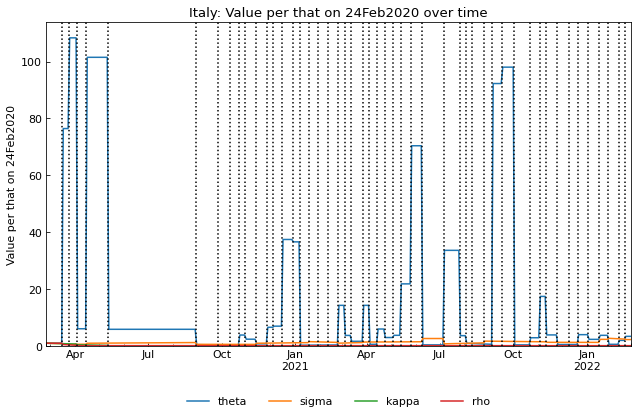 Italy: Value per that on 24Feb2020 over time
Value per that on 24Feb2020
100
80
60
40
20
0
Apr Jul Oct Jan Apr Jul Oct Jan
2021 2022
theta sigma kappa rho